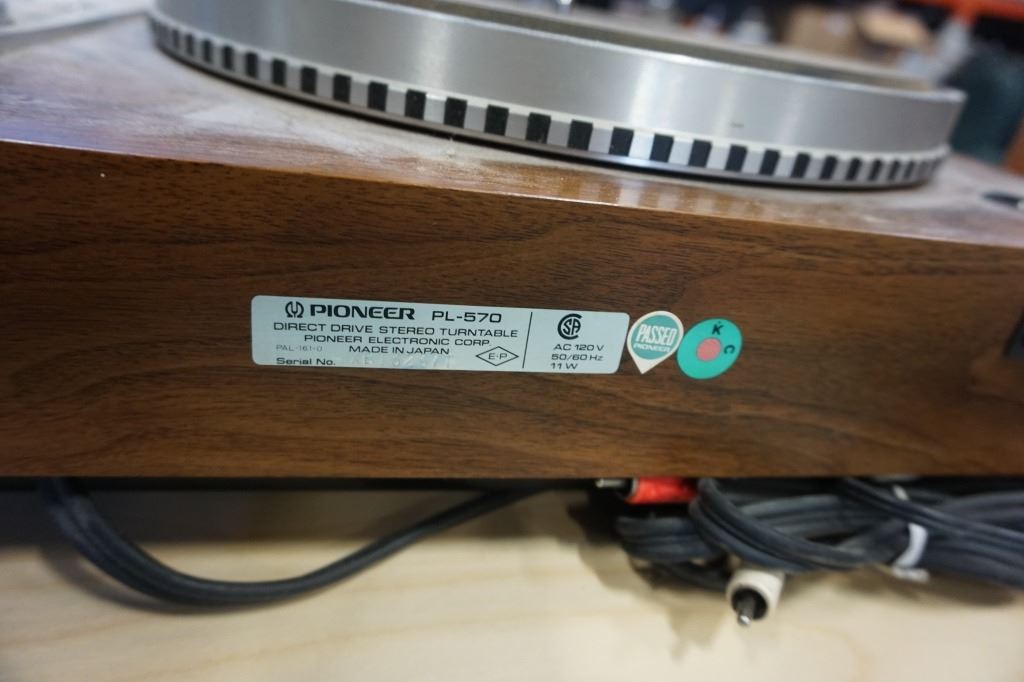 PIONEER PL-570
DIRECT DRIVE STEREO TURNTABLE
PIONEER ELECTRONIC CORP.
PAL-161-0 MADE IN JAPAN
Serial No.
E·P
CSA
AC 120 V
50/60 Hz
11 W
PASSED
PIONEER
K
C